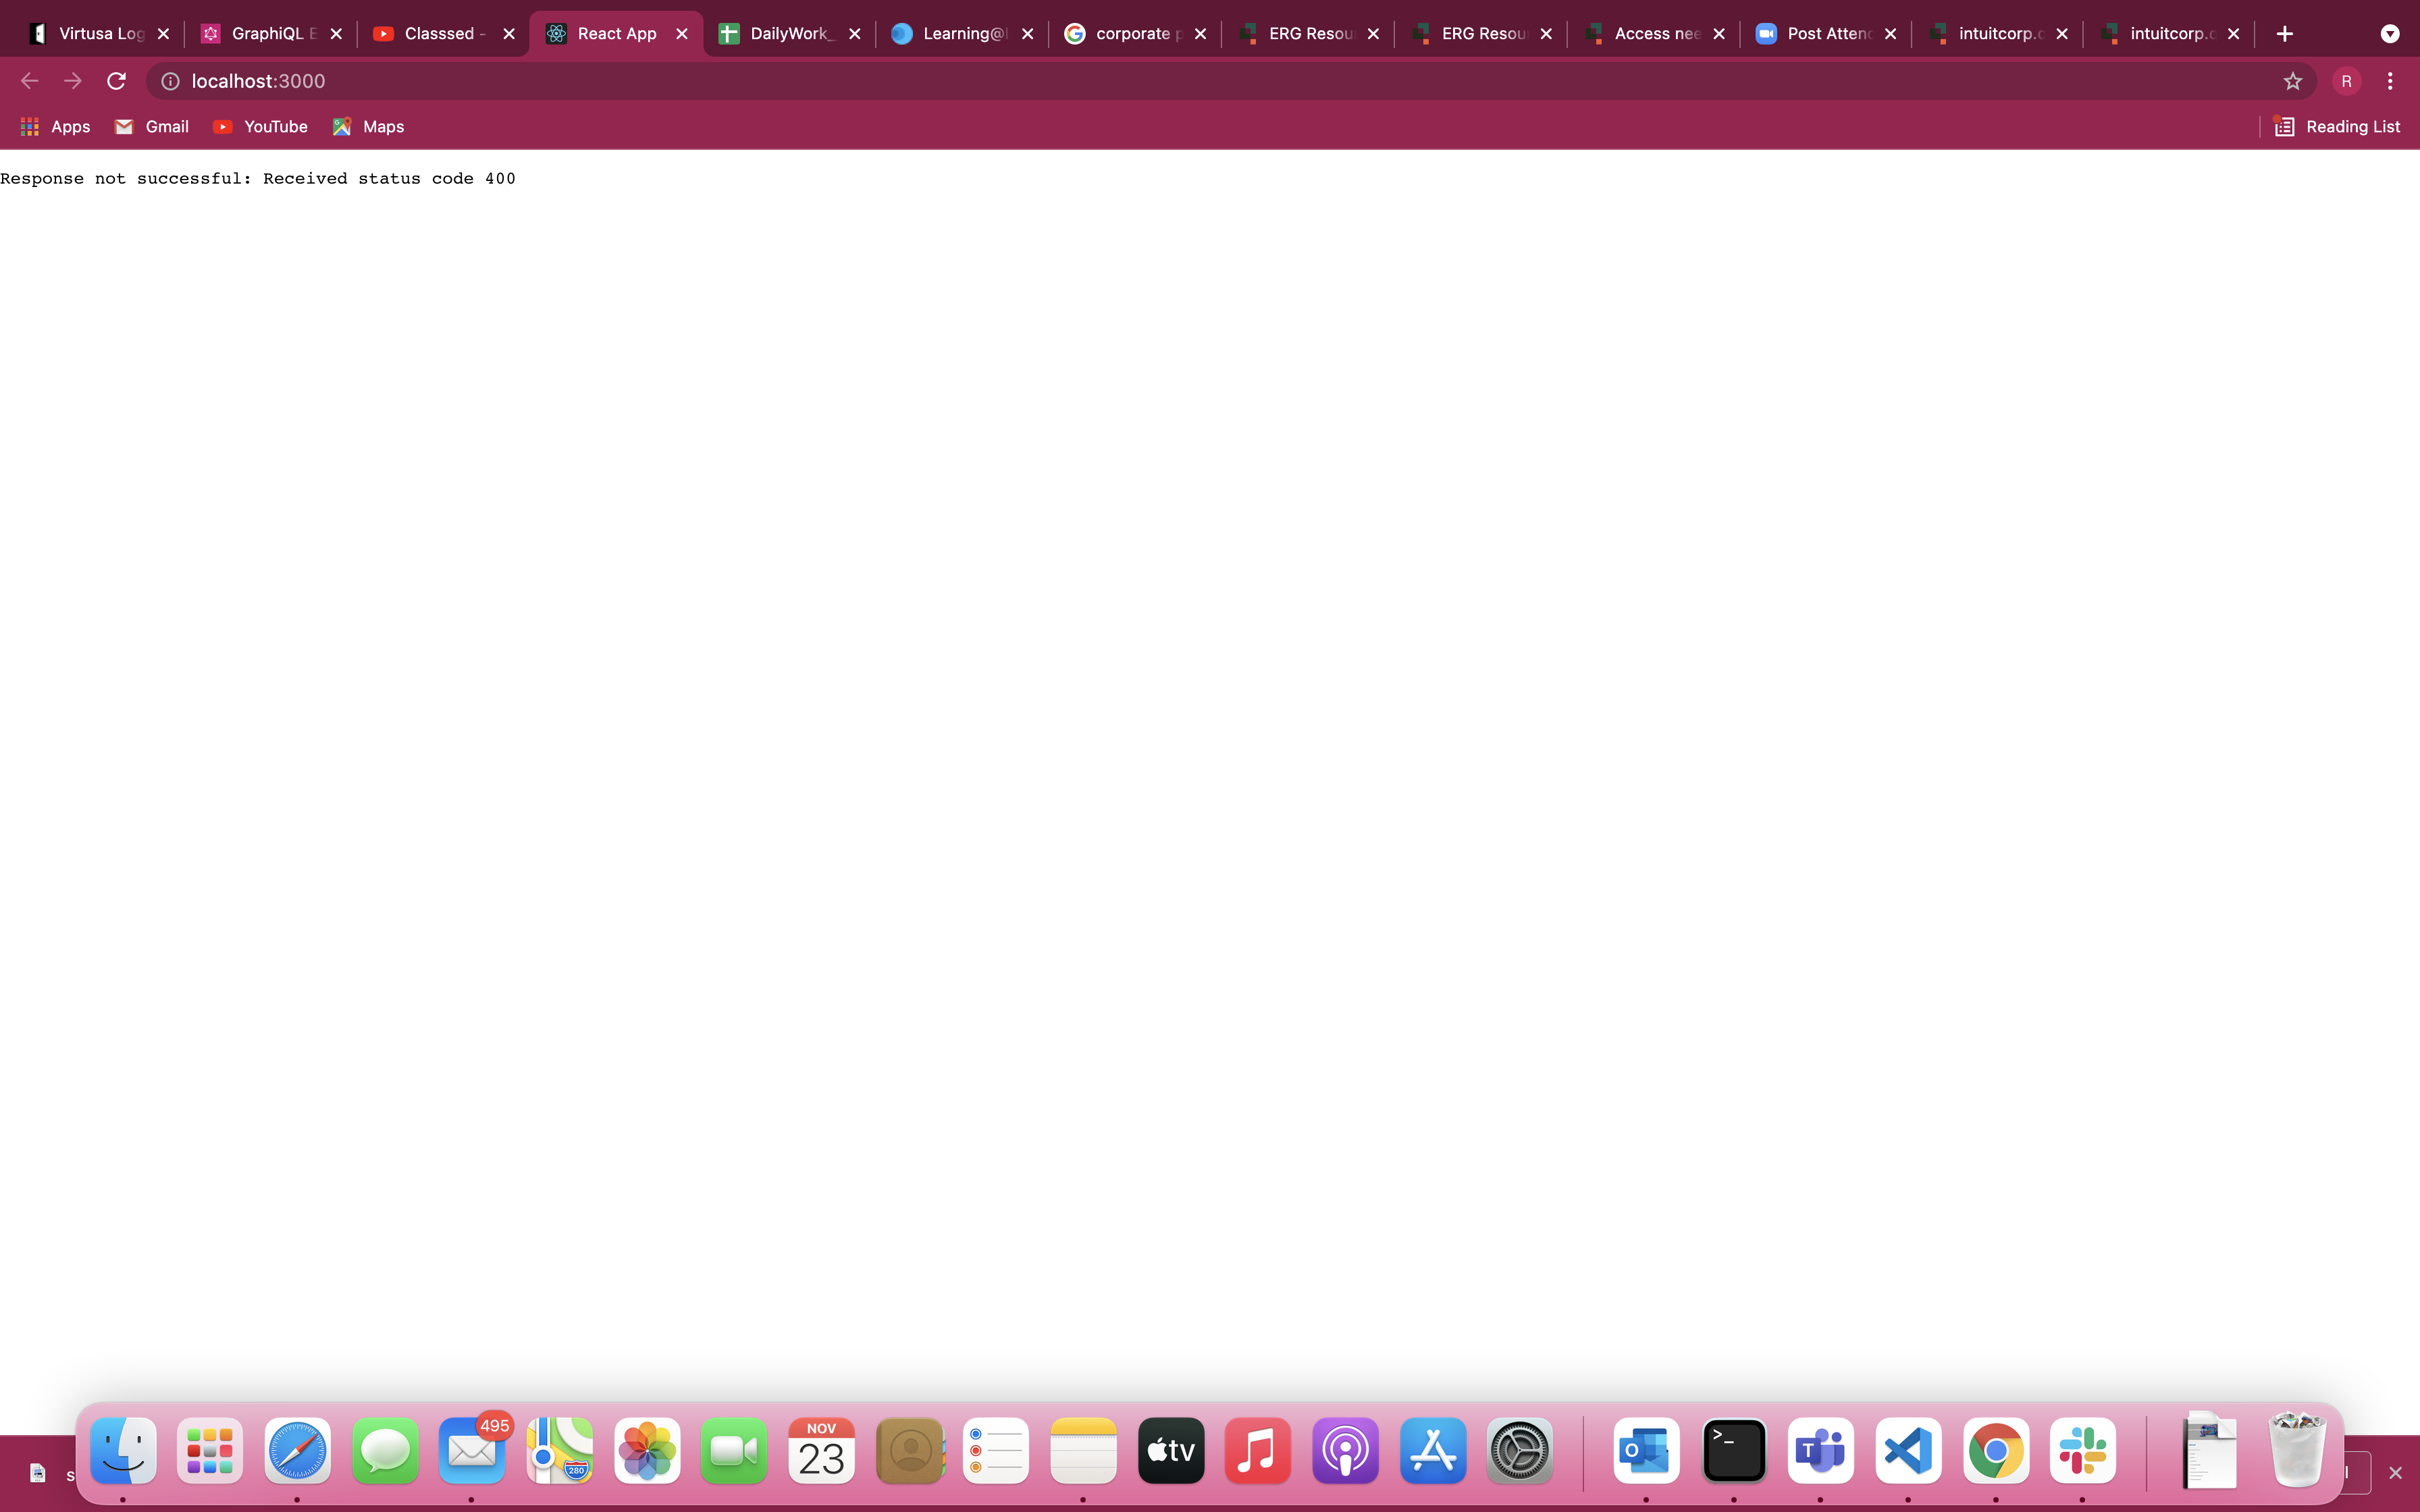 Virtusa Log
GraphiQL E
Classsed -
React App
DailyWork_
Learning@
corporate p
ERG Resou
ERG Resou
Access nee
Post Attend
intuitcorp.c
intuitcorp.c
localhost:3000
R
Apps
Gmail
YouTube
Maps
Reading List
Response not successful: Received status code 400
495
280
NOV
23
tv
O
>_
T
s